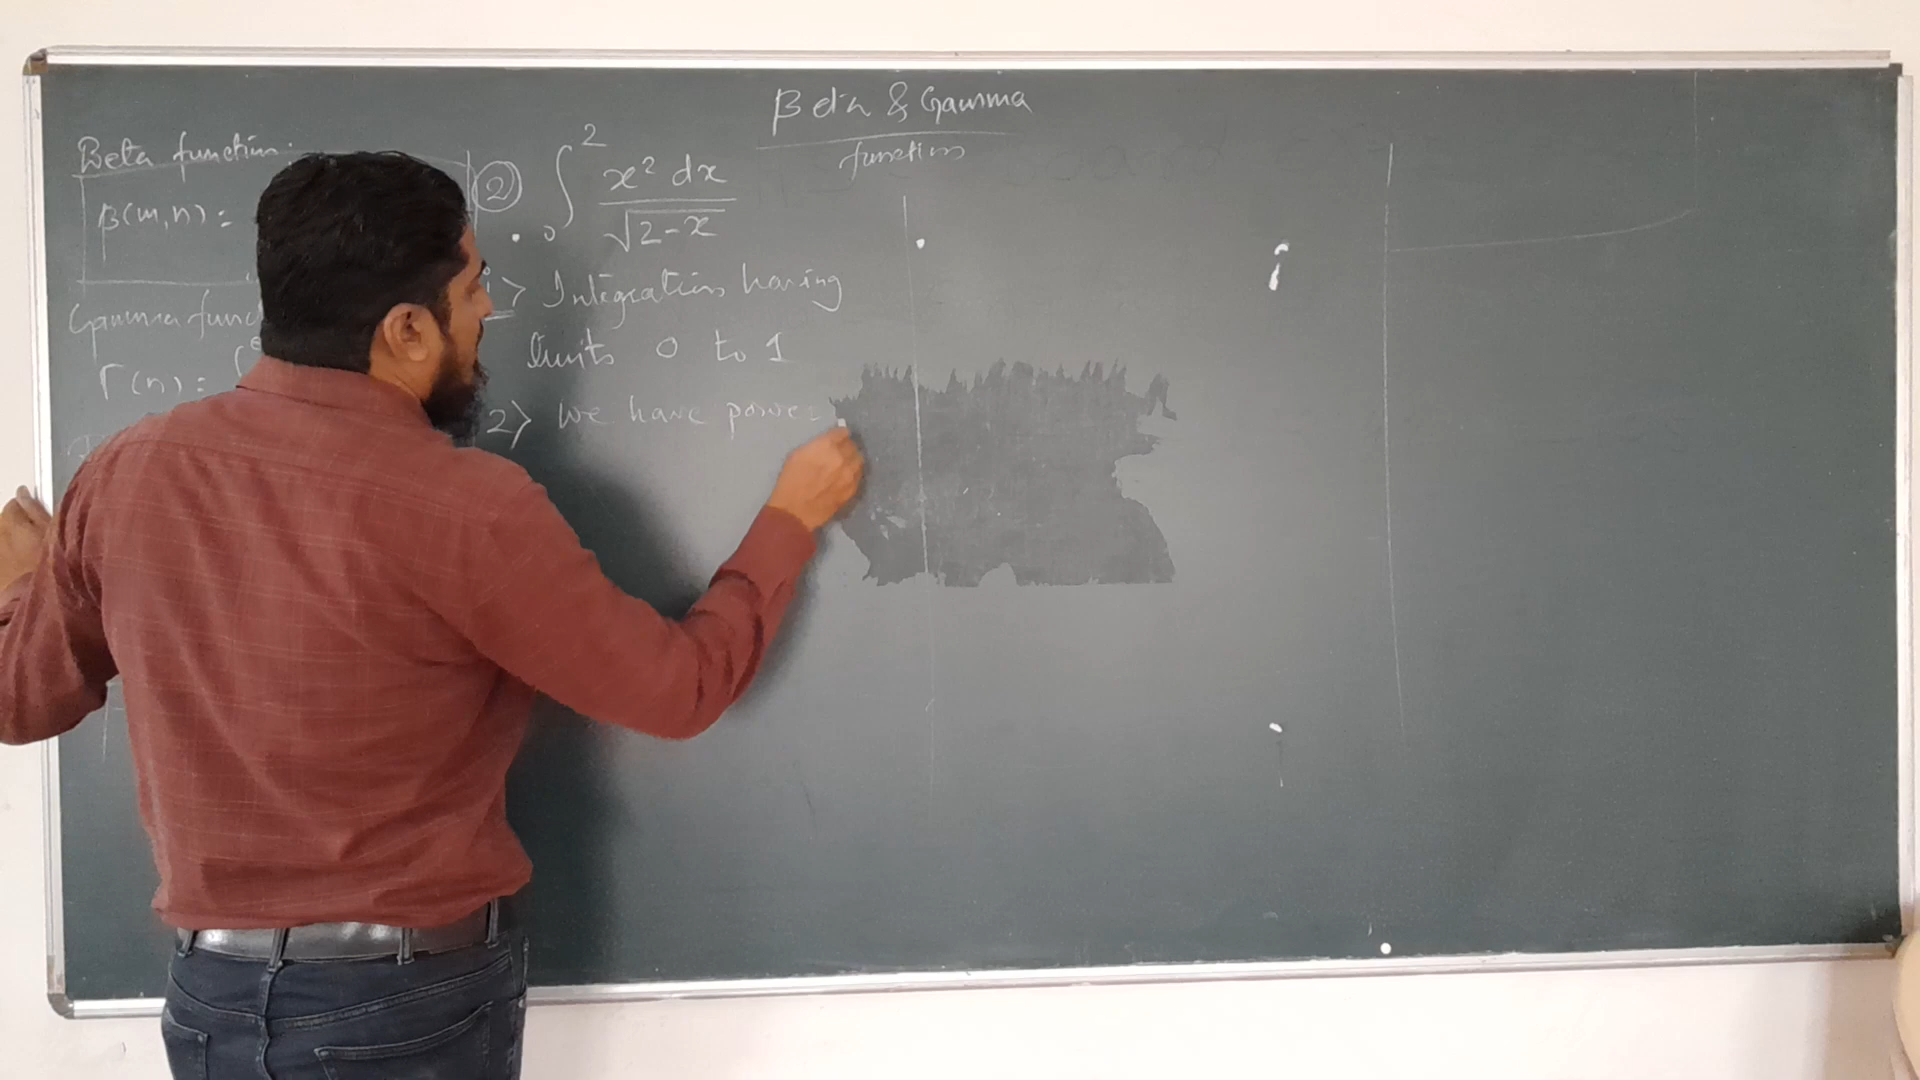 Beta & Gamma
function
Beta function:
β(m,n) =
Gamma func
Γ(n) = ∫
② ∫₀² x² dx / √2-x
1> Integration having
limits 0 to 1
2> We have power